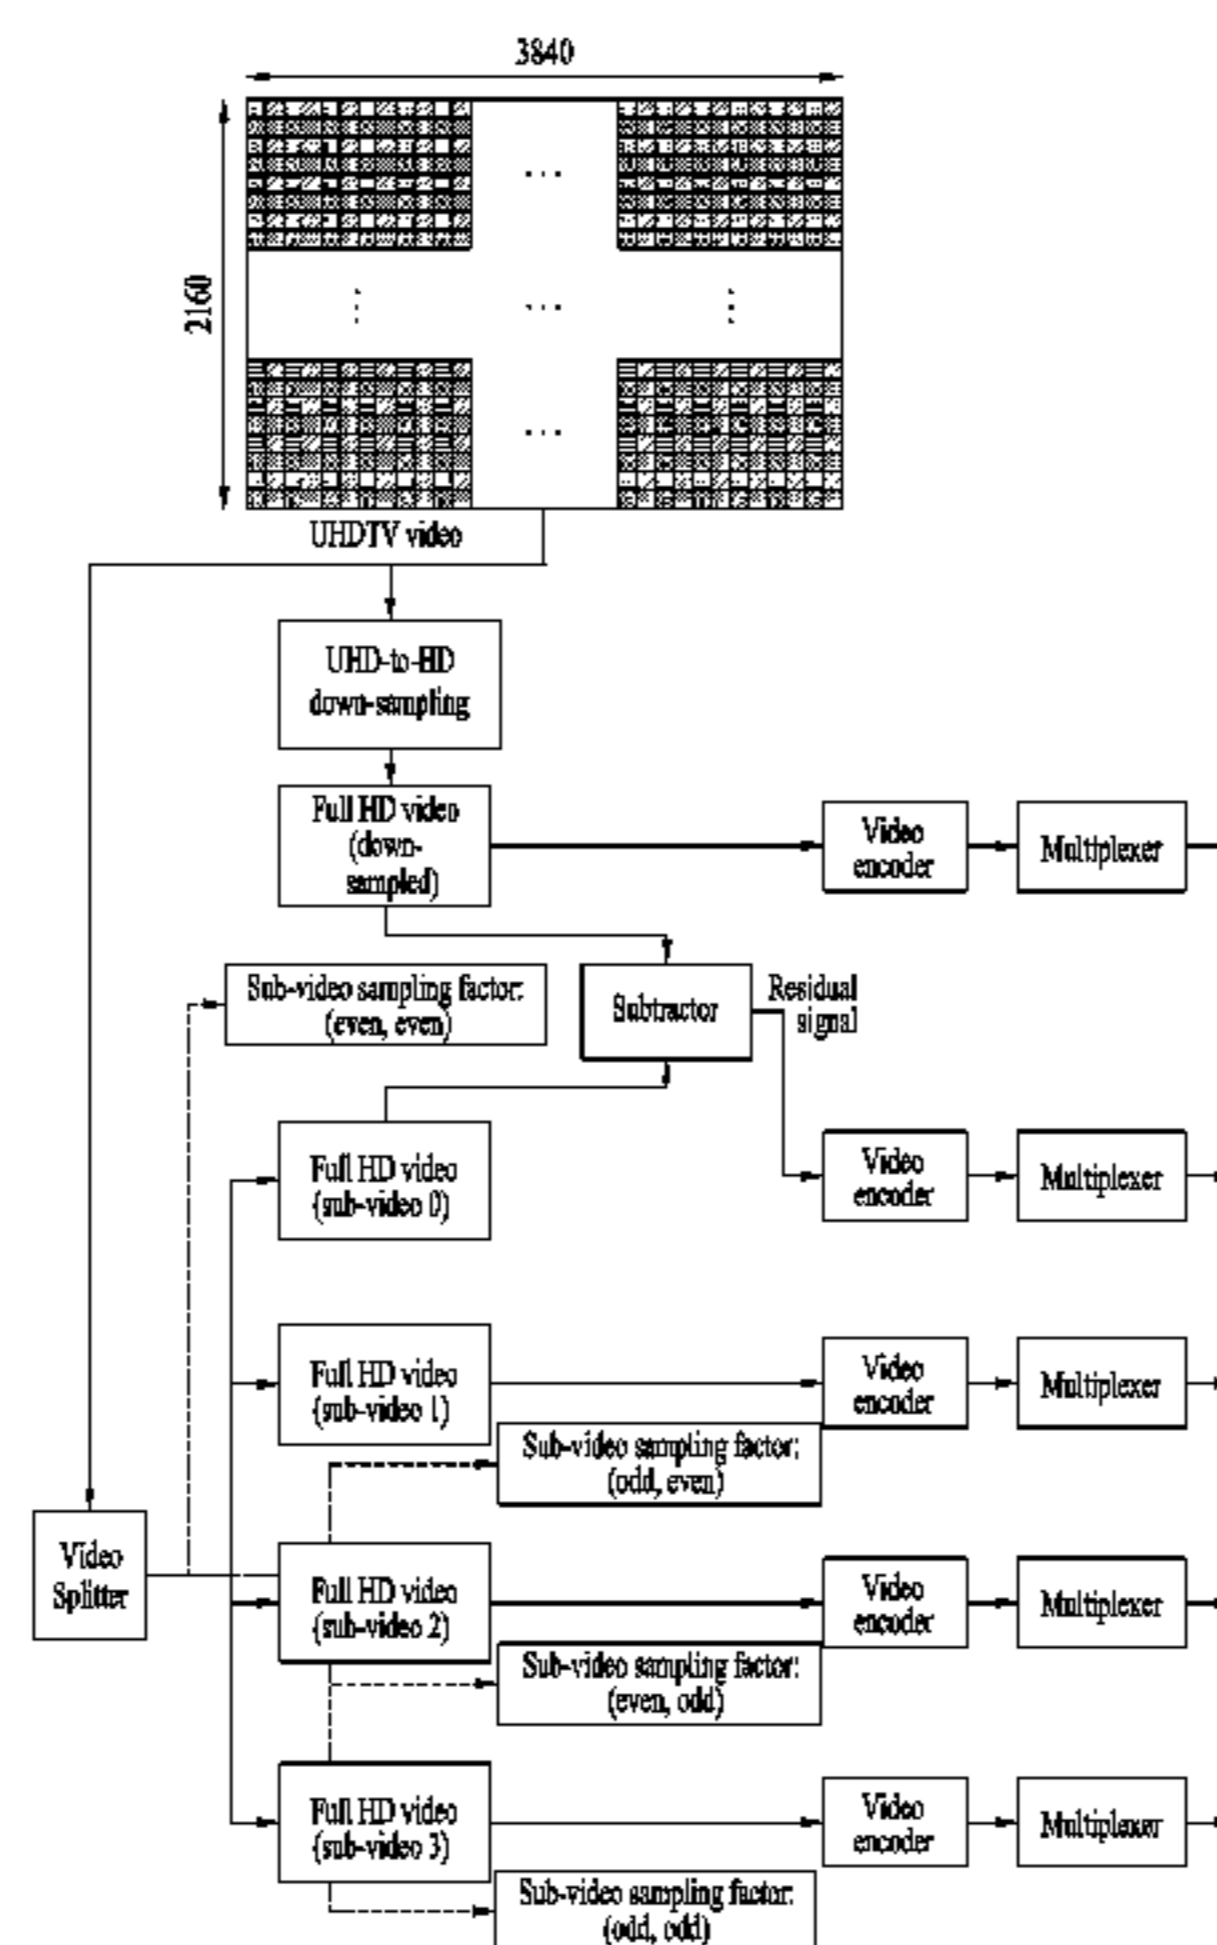 3840
2160
UHDTV video
UHD-to-HD
down-sampling
Full HD video
(down-
sampled)
Video
encoder
Multiplexer
Sub-video sampling factor:
(even, even)
Subtractor
Residual
signal
Full HD video
(sub-video 0)
Video
encoder
Multiplexer
Full HD video
(sub-video 1)
Video
encoder
Multiplexer
Sub-video sampling factor:
(odd, even)
Video
Splitter
Full HD video
(sub-video 2)
Video
encoder
Multiplexer
Sub-video sampling factor:
(even, odd)
Full HD video
(sub-video 3)
Video
encoder
Multiplexer
Sub-video sampling factor:
(odd, odd)